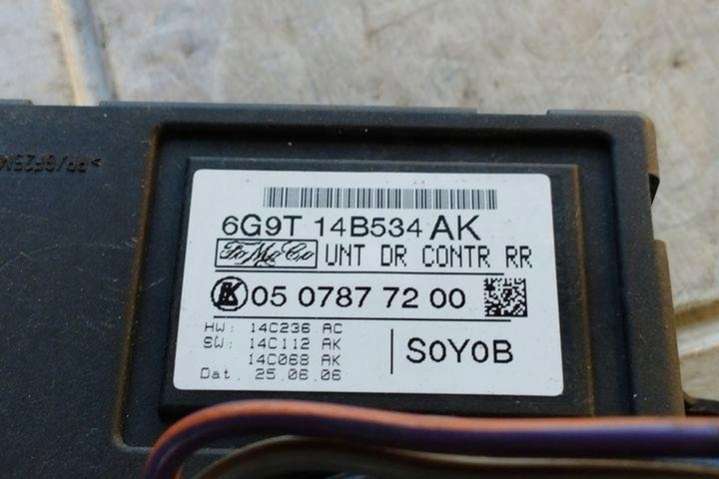 6G9T 14B534 AK
FoMoCo UNT DR CONTR RR
K 05 0787 72 00
HW: 14C236 AC
SW: 14C112 AK
14C068 AK
Dat. 25.06.06
S0Y0B